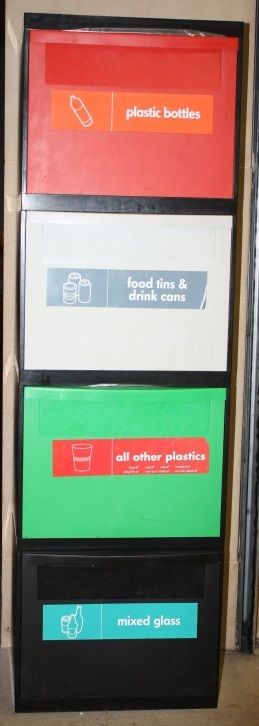 plastic bottles
food tins &
drink cans
all other plastics
mixed glass